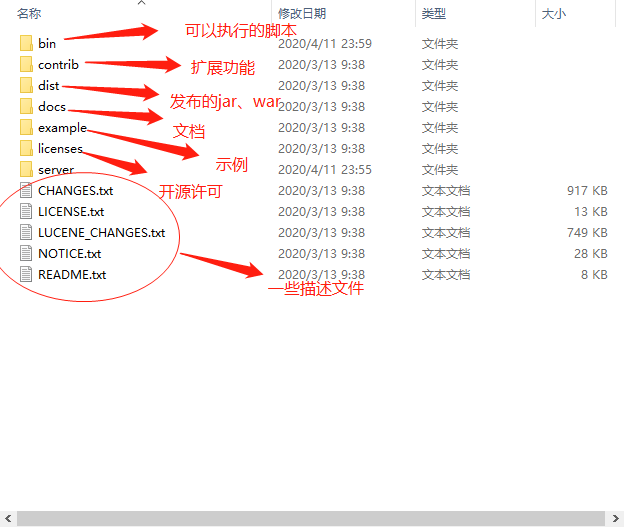 名称 修改日期 类型 大小
可以执行的脚本
bin 2020/4/11 23:59 文件夹
contrib 扩展功能 2020/3/13 9:38 文件夹
dist 2020/3/13 9:38 文件夹
发布的jar、war
docs 2020/3/13 9:38 文件夹
文档
example 2020/3/13 9:38 文件夹
licenses 2020/3/13 9:38 文件夹
示例
server 2020/4/11 23:55 文件夹
开源许可
CHANGES.txt 2020/3/13 9:38 文本文档 917 KB
LICENSE.txt 2020/3/13 9:38 文本文档 13 KB
LUCENE_CHANGES.txt 2020/3/13 9:38 文本文档 749 KB
NOTICE.txt 2020/3/13 9:38 文本文档 28 KB
README.txt 2020/3/13 9:38 文本文档 8 KB
一些描述文件